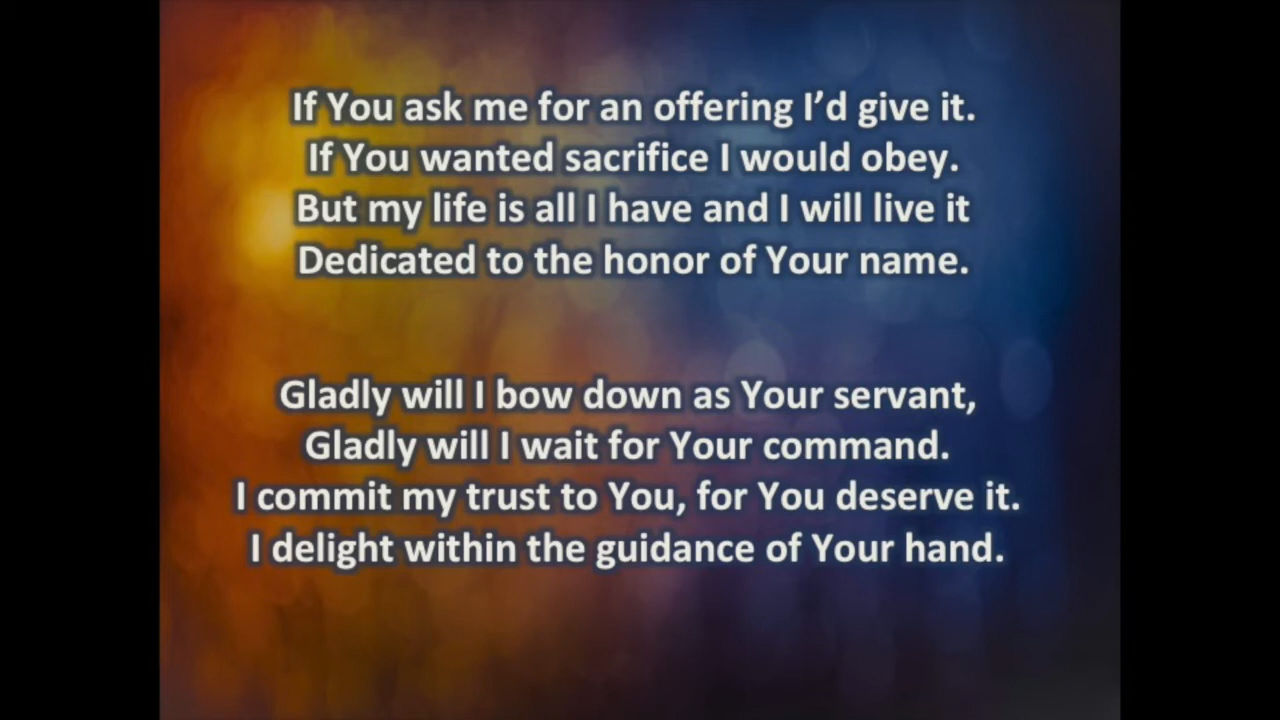 If You ask me for an offering I’d give it.
If You wanted sacrifice I would obey.
But my life is all I have and I will live it
Dedicated to the honor of Your name.
Gladly will I bow down as Your servant,
Gladly will I wait for Your command.
I commit my trust to You, for You deserve it.
I delight within the guidance of Your hand.